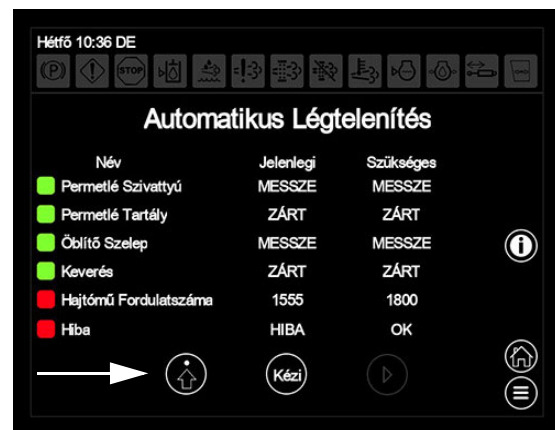 Hétfő 10:36 DE
(P) STOP
Automatikus Légtelenítés
Név Jelenlegi Szükséges
Permetlé Szivattyú MESSZE MESSZE
Permetlé Tartály ZÁRT ZÁRT
Öblítő Szelep MESSZE MESSZE
Keverés ZÁRT ZÁRT
Hajtómű Fordulatszáma 1555 1800
Hiba HIBA OK
Kézi